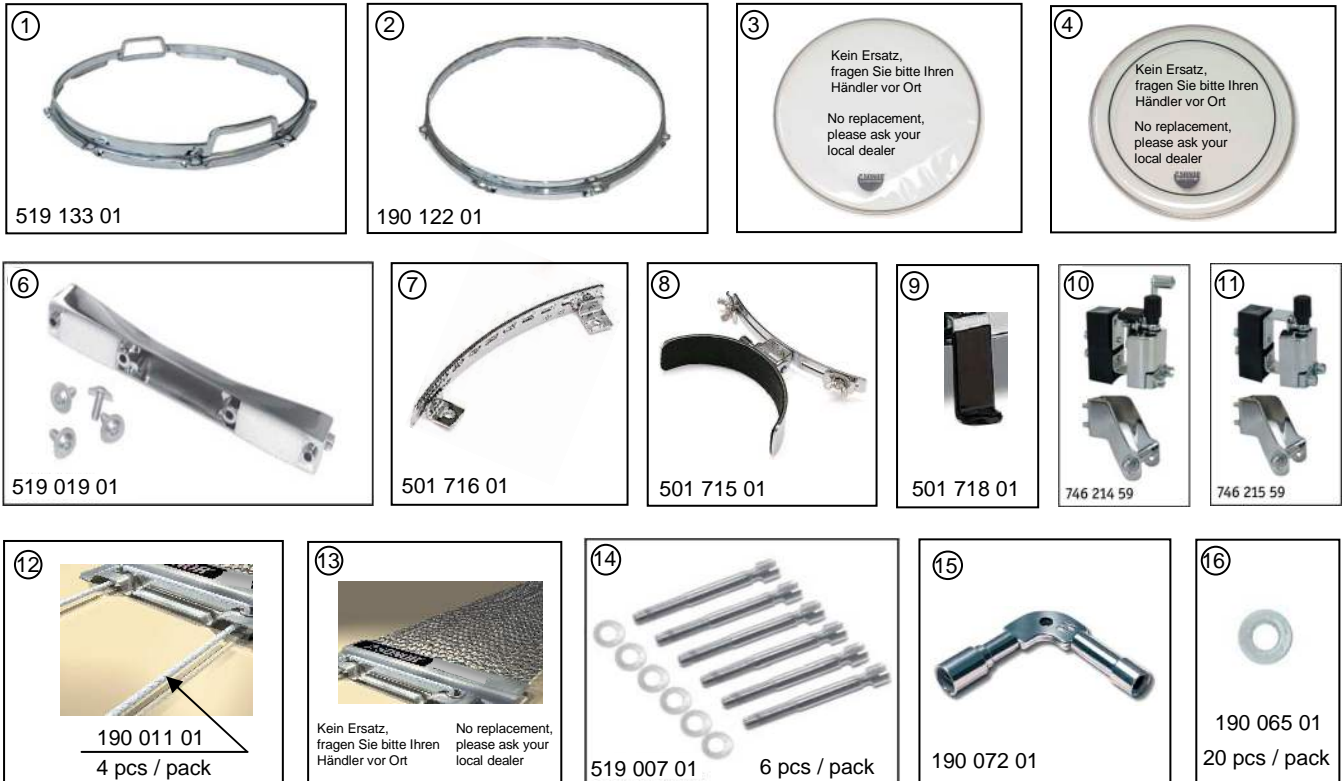 1
519 133 01
2
190 122 01
3
Kein Ersatz,
fragen Sie bitte Ihren
Händler vor Ort
No replacement,
please ask your
local dealer
4
Kein Ersatz,
fragen Sie bitte Ihren
Händler vor Ort
No replacement,
please ask your
local dealer
6
519 019 01
7
501 716 01
8
501 715 01
9
501 718 01
10
746 214 59
11
746 215 59
12
190 011 01
4 pcs / pack
13
Kein Ersatz,
fragen Sie bitte Ihren
Händler vor Ort
No replacement,
please ask your
local dealer
14
519 007 01
6 pcs / pack
15
190 072 01
16
190 065 01
20 pcs / pack